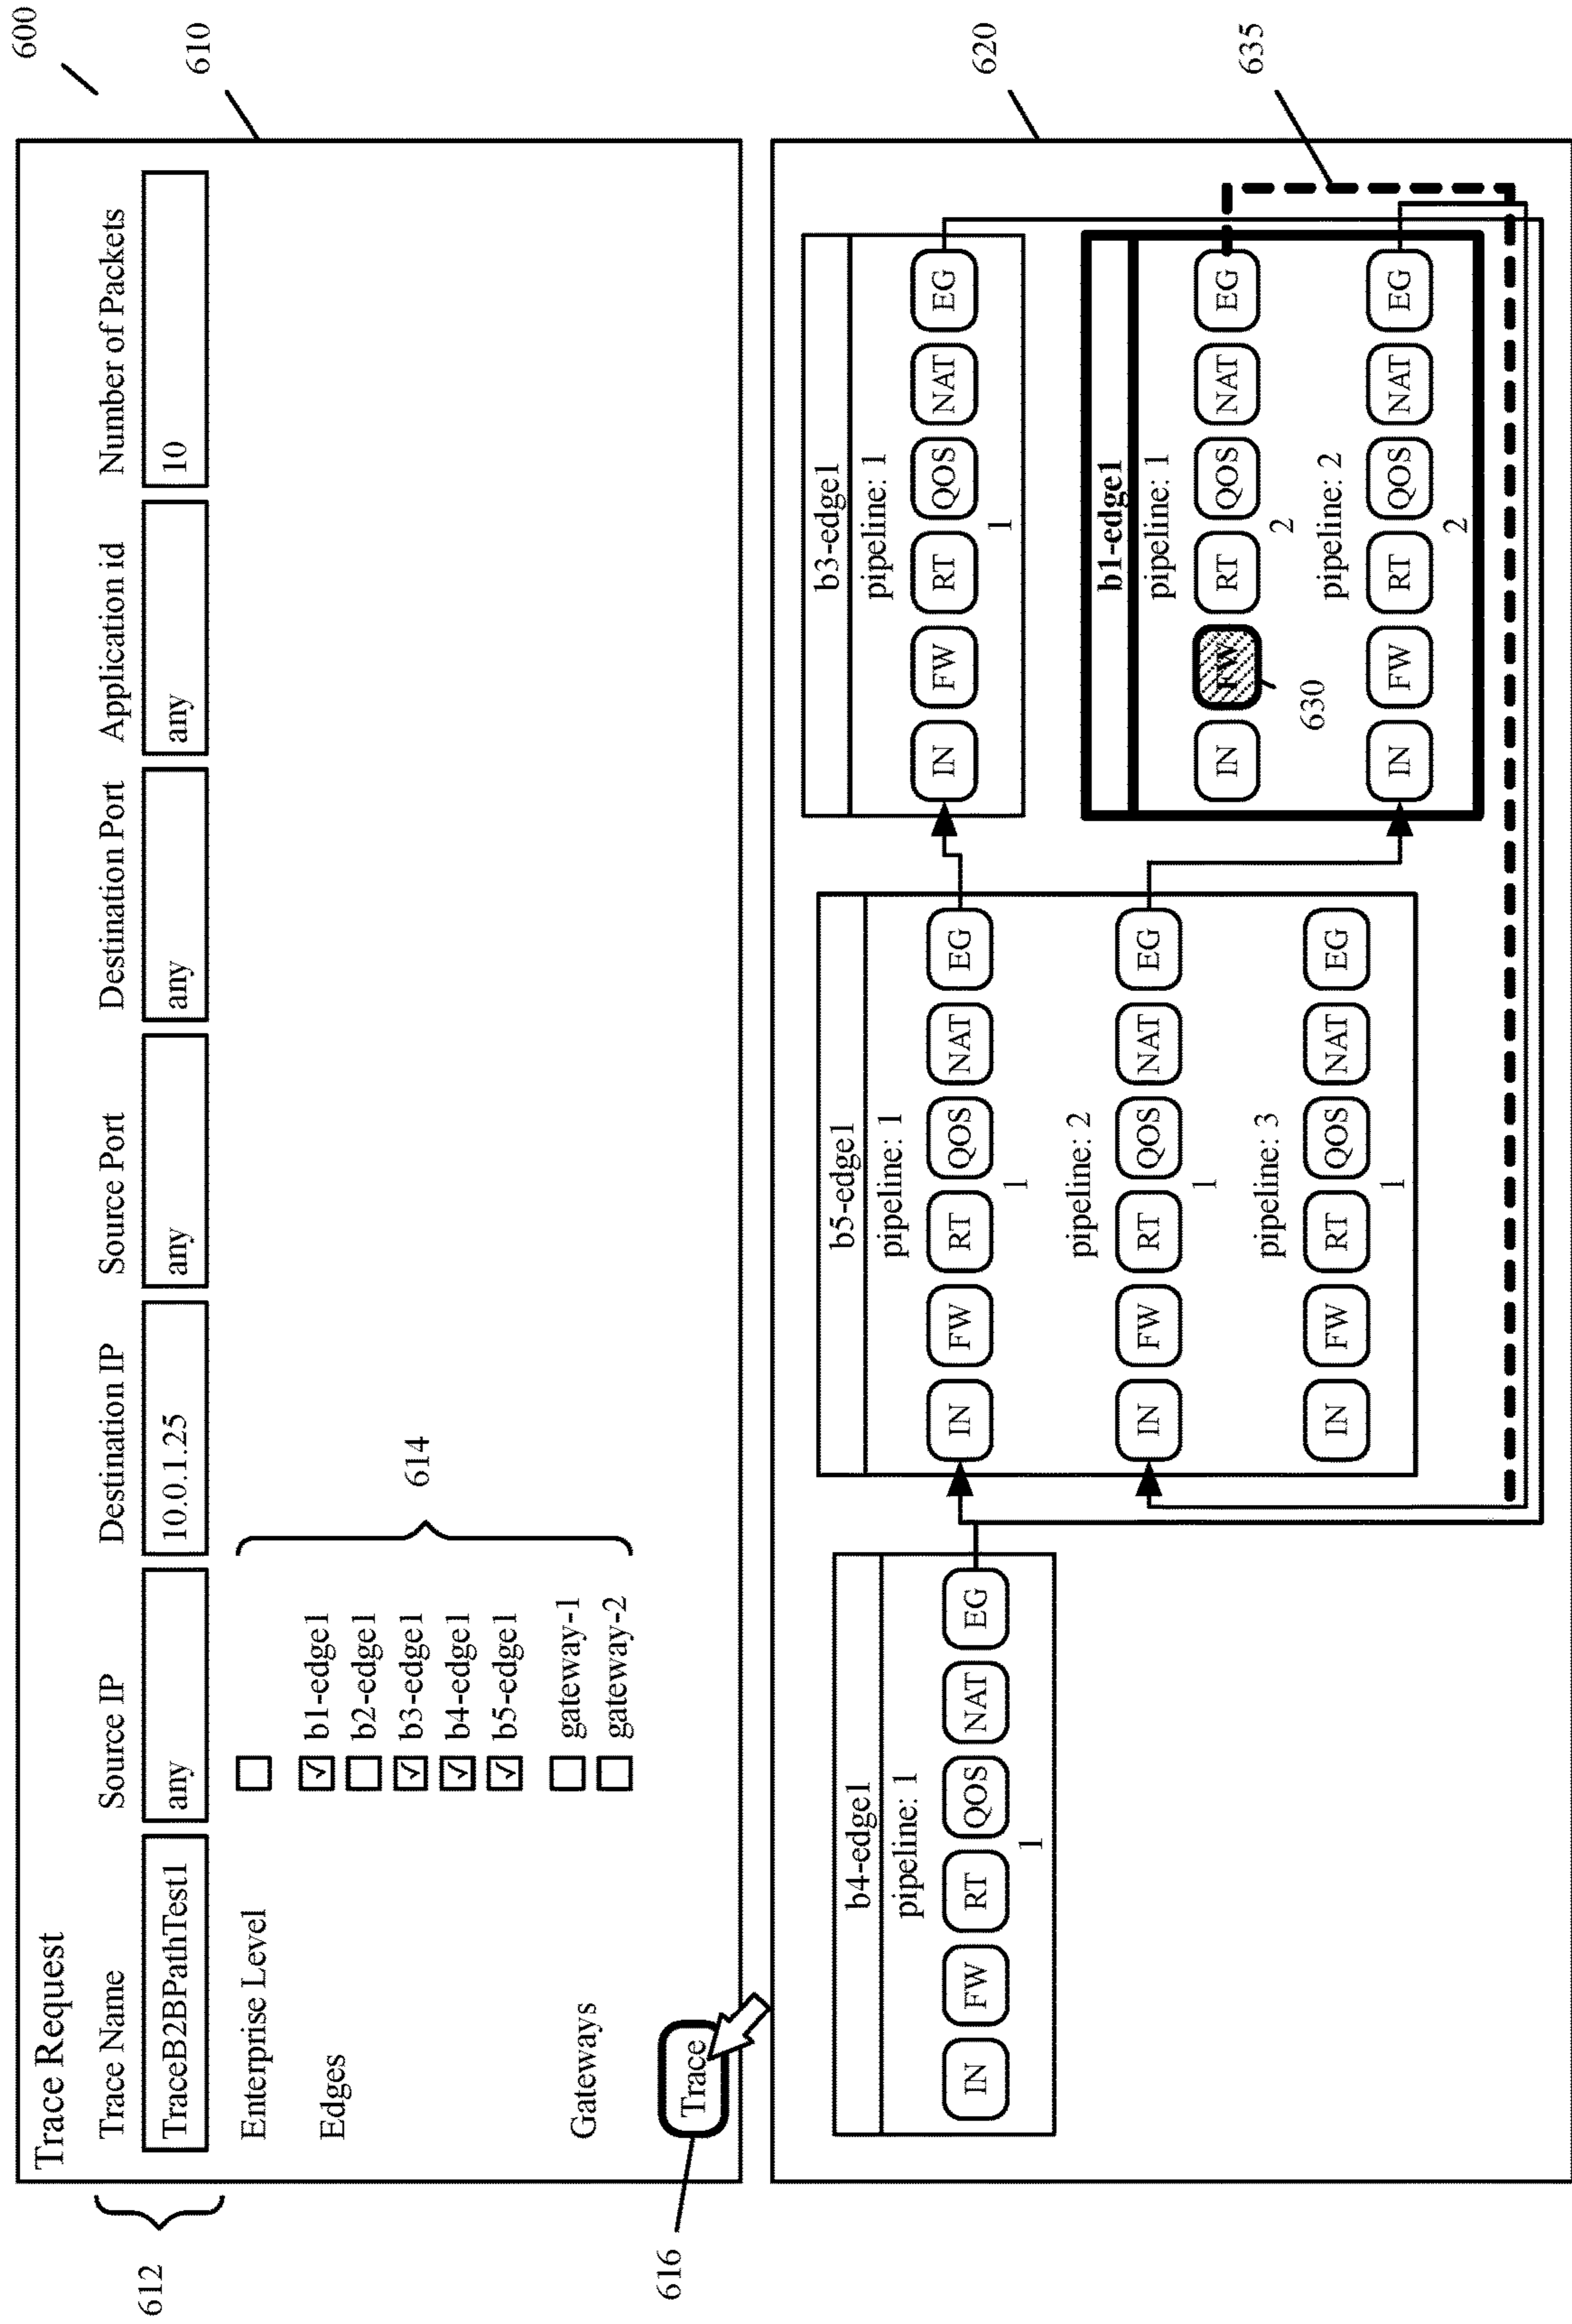 600
610
Trace Request
612
Trace Name Source IP Destination IP Source Port Destination Port Application id Number of Packets
TraceB2BPathTest1 any 10.0.1.25 any any any 10
Enterprise Level
Edges
b1-edge1
b2-edge1
b3-edge1
b4-edge1
b5-edge1
614
Gateways
gateway-1
gateway-2
616
Trace
620
635
b4-edge1
pipeline: 1
IN FW RT QOS NAT EG
1
b5-edge1
pipeline: 1
IN FW RT QOS NAT EG
1
pipeline: 2
IN FW RT QOS NAT EG
1
pipeline: 3
IN FW RT QOS NAT EG
1
b3-edge1
pipeline: 1
IN FW RT QOS NAT EG
1
b1-edge1
pipeline: 1
IN FW RT QOS NAT EG
2
630
pipeline: 2
IN FW RT QOS NAT EG
2